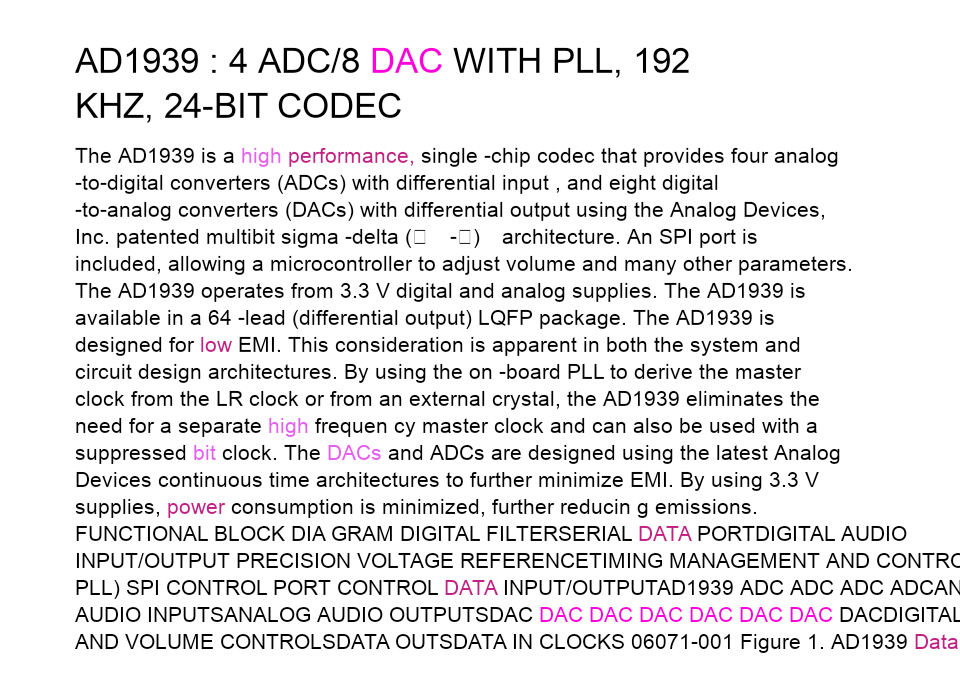 AD1939 : 4 ADC/8 DAC WITH PLL, 192
KHZ, 24-BIT CODEC
The AD1939 is a high performance, single -chip codec that provides four analog
-to-digital converters (ADCs) with differential input , and eight digital
-to-analog converters (DACs) with differential output using the Analog Devices,
Inc. patented multibit sigma -delta (□ -□) architecture. An SPI port is
included, allowing a microcontroller to adjust volume and many other parameters.
The AD1939 operates from 3.3 V digital and analog supplies. The AD1939 is
available in a 64 -lead (differential output) LQFP package. The AD1939 is
designed for low EMI. This consideration is apparent in both the system and
circuit design architectures. By using the on -board PLL to derive the master
clock from the LR clock or from an external crystal, the AD1939 eliminates the
need for a separate high frequen cy master clock and can also be used with a
suppressed bit clock. The DACs and ADCs are designed using the latest Analog
Devices continuous time architectures to further minimize EMI. By using 3.3 V
supplies, power consumption is minimized, further reducin g emissions.
FUNCTIONAL BLOCK DIA GRAM DIGITAL FILTERSERIAL DATA PORTDIGITAL AUDIO
INPUT/OUTPUT PRECISION VOLTAGE REFERENCETIMING MANAGEMENT AND CONTRO
PLL) SPI CONTROL PORT CONTROL DATA INPUT/OUTPUTAD1939 ADC ADC ADC ADCAN
AUDIO INPUTSANALOG AUDIO OUTPUTSDAC DAC DAC DAC DAC DAC DAC DACDIGITAL
AND VOLUME CONTROLSDATA OUTSDATA IN CLOCKS 06071-001 Figure 1. AD1939 Data